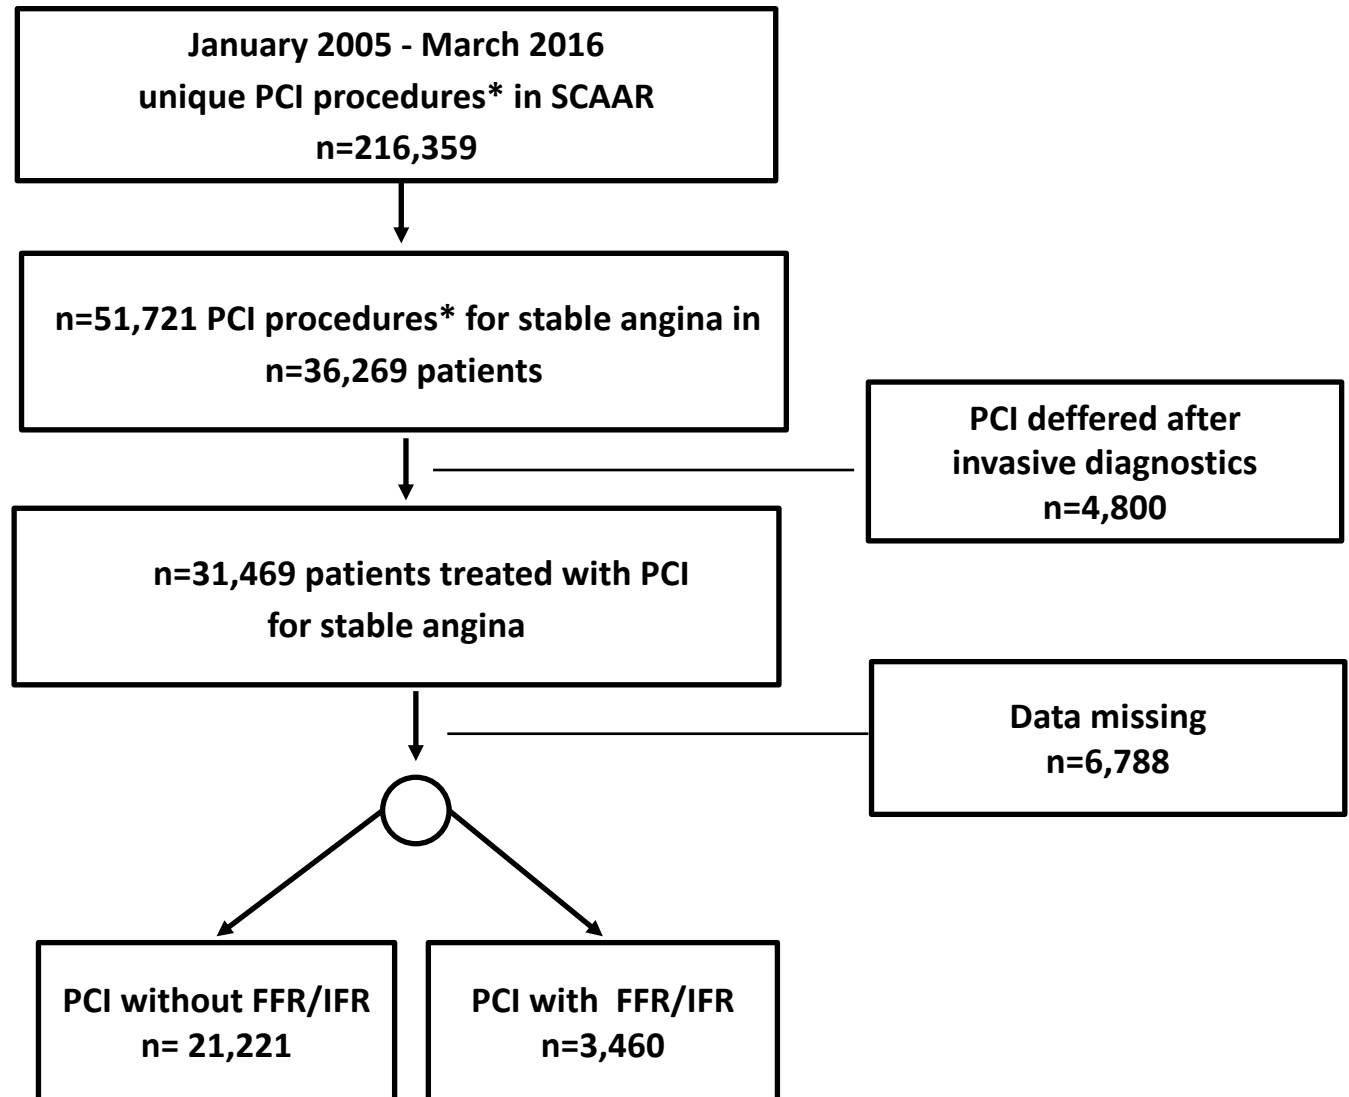 January 2005 - March 2016
unique PCI procedures* in SCAAR
n=216,359
n=51,721 PCI procedures* for stable angina in
n=36,269 patients
PCI deffered after
invasive diagnostics
n=4,800
n=31,469 patients treated with PCI
for stable angina
Data missing
n=6,788
PCI without FFR/IFR
n= 21,221
PCI with  FFR/IFR
n=3,460